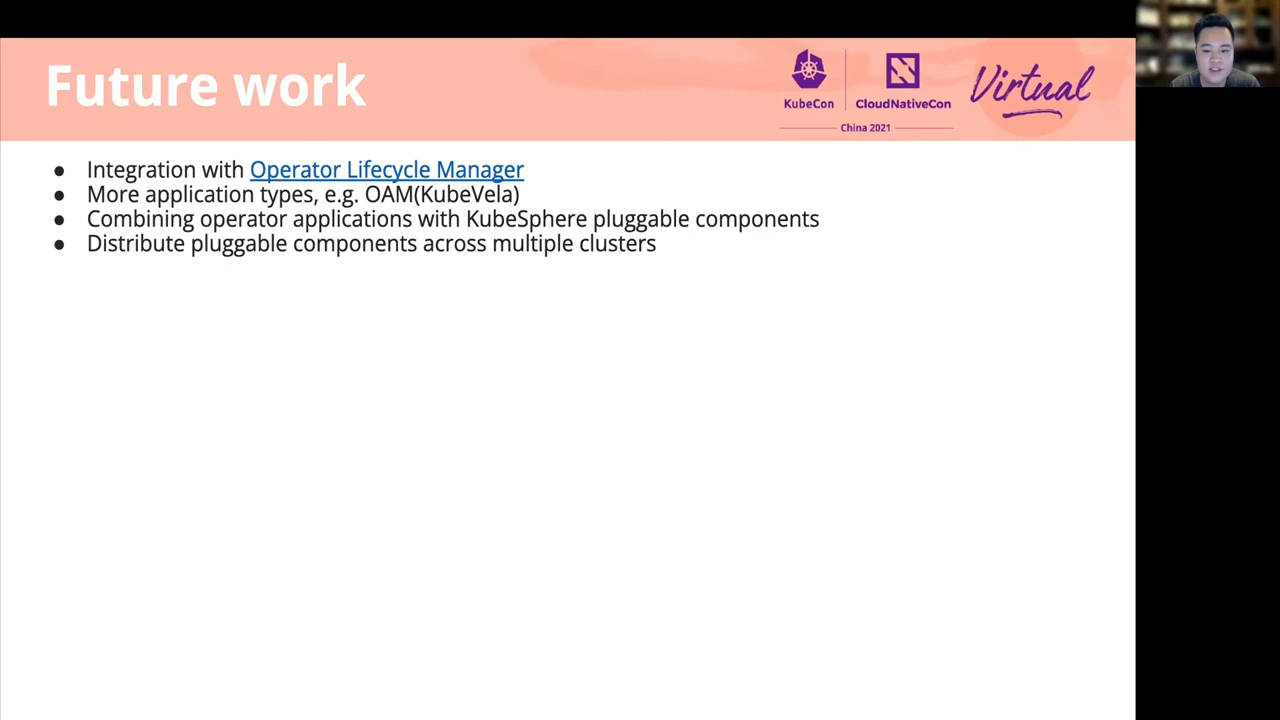 Future work
KubeCon
CloudNativeCon
Virtual
China 2021
● Integration with Operator Lifecycle Manager
● More application types, e.g. OAM(KubeVela)
● Combining operator applications with KubeSphere pluggable components
● Distribute pluggable components across multiple clusters